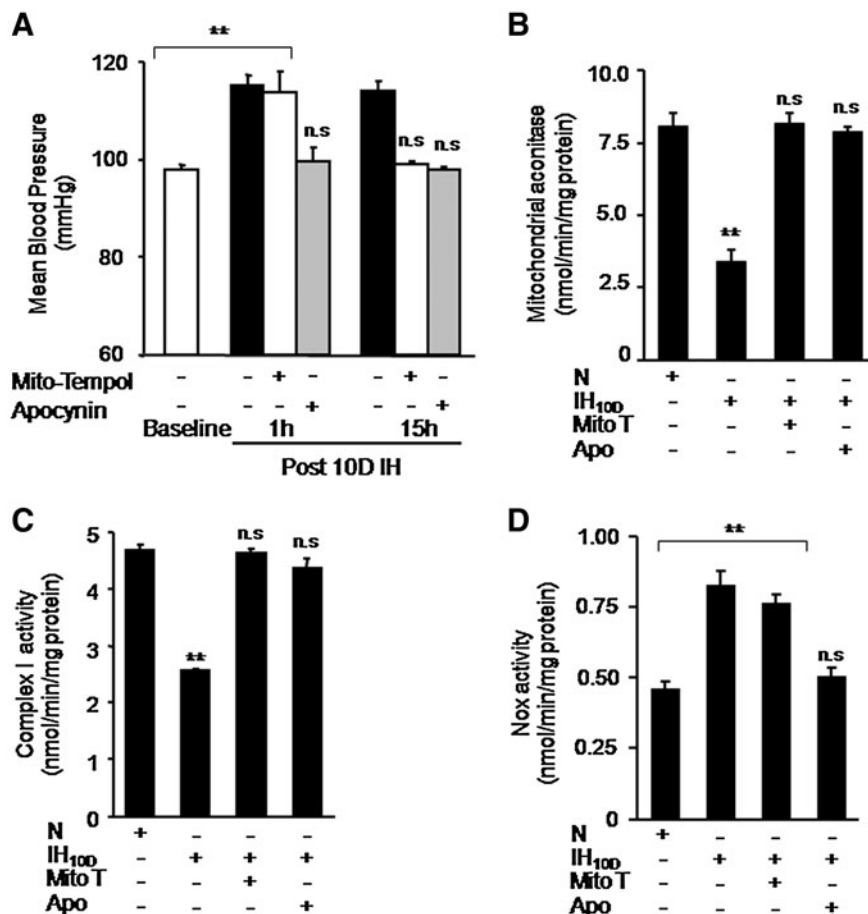 A
**
Mean Blood Pressure
(mmHg)
120
100
80
60
n.s
n.s
n.s
Mito-Tempol - - + - - + -
Apocynin - - - + - - +
Baseline 1h 15h
Post 10D IH
B
Mitochondrial aconitase
(nmol/min/mg protein)
10.0
7.5
5.0
2.5
0
**
n.s
n.s
N + - - -
IH10D - + + +
Mito T - - + -
Apo - - - +
C
Complex I activity
(nmol/min/mg protein)
5
4
3
2
1
0
**
n.s
n.s
N + - - -
IH10D - + + +
Mito T - - + -
Apo - - - +
D
**
Nox activity
(nmol/min/mg protein)
1.00
0.75
0.50
0.25
0
n.s
N + - - -
IH10D - + + +
Mito T - - + -
Apo - - - +